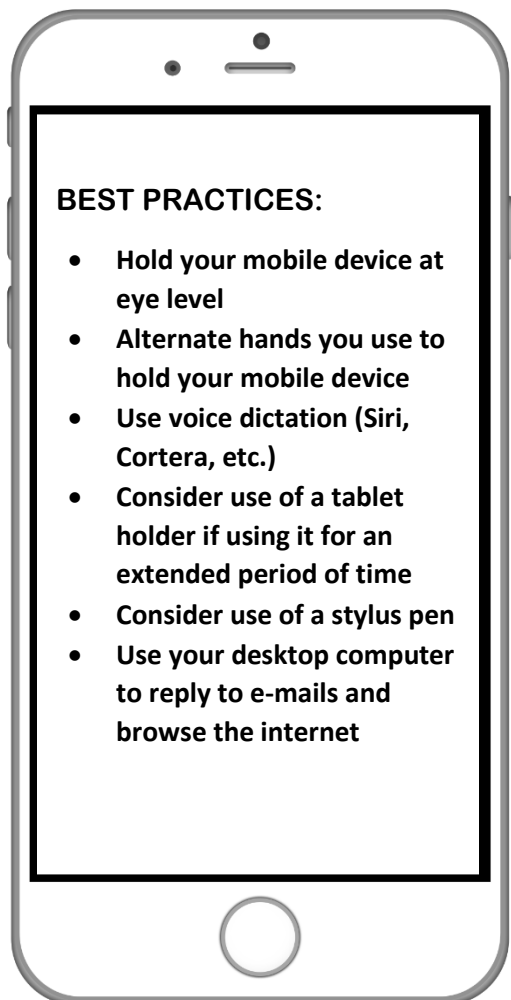 BEST PRACTICES:
• Hold your mobile device at
eye level
• Alternate hands you use to
hold your mobile device
• Use voice dictation (Siri,
Cortera, etc.)
• Consider use of a tablet
holder if using it for an
extended period of time
• Consider use of a stylus pen
• Use your desktop computer
to reply to e-mails and
browse the internet